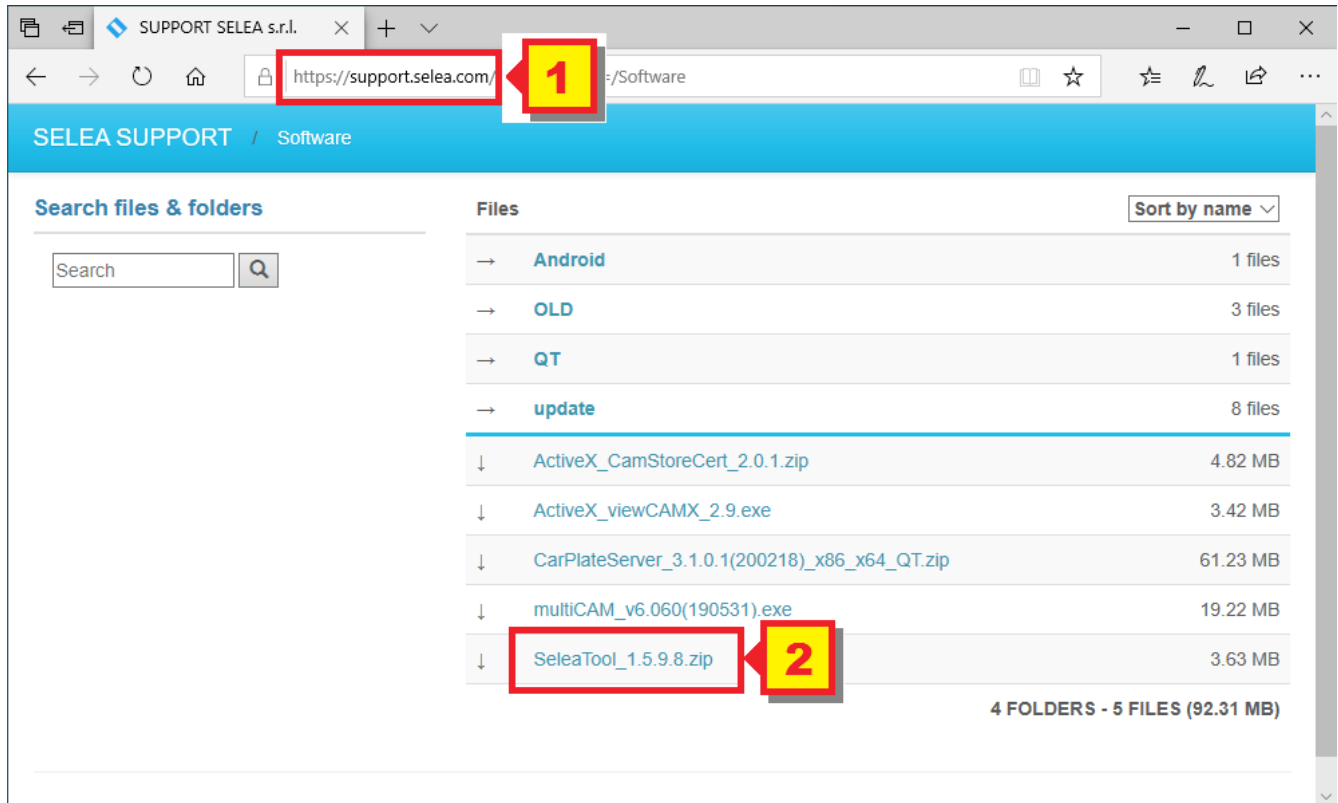 SUPPORT SELEA s.r.l.
https://support.selea.com/
1
=/Software
SELEA SUPPORT / Software
Search files & folders
Search
Files
Sort by name
→ Android 1 files
→ OLD 3 files
→ QT 1 files
→ update 8 files
↓ ActiveX_CamStoreCert_2.0.1.zip 4.82 MB
↓ ActiveX_viewCAMX_2.9.exe 3.42 MB
↓ CarPlateServer_3.1.0.1(200218)_x86_x64_QT.zip 61.23 MB
↓ multiCAM_v6.060(190531).exe 19.22 MB
↓ SeleaTool_1.5.9.8.zip 3.63 MB
2
4 FOLDERS - 5 FILES (92.31 MB)